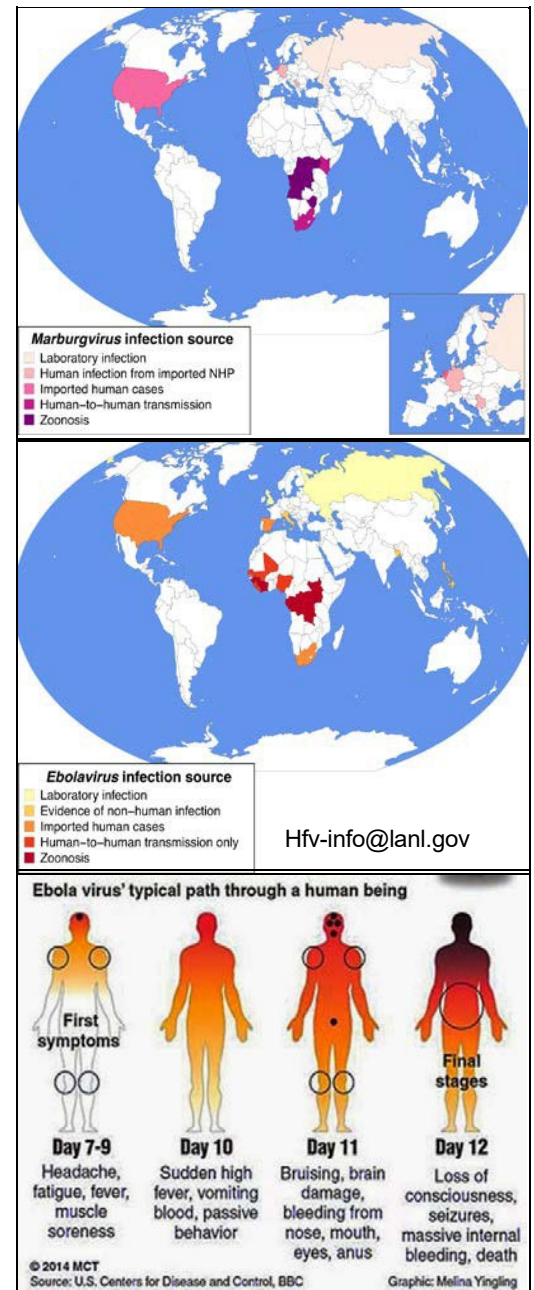 Marburgvirus infection source
Laboratory infection
Human infection from imported NHP
Imported human cases
Human-to-human transmission
Zoonosis
Ebolavirus infection source
Laboratory infection
Evidence of non-human infection
Imported human cases
Human-to-human transmission only
Zoonosis
Hfv-info@lanl.gov
Ebola virus' typical path through a human being
First
symptoms
Day 7-9
Headache,
fatigue, fever,
muscle
soreness
Day 10
Sudden high
fever, vomiting
blood, passive
behavior
Day 11
Bruising, brain
damage,
bleeding from
nose, mouth,
eyes, anus
Final
stages
Day 12
Loss of
consciousness,
seizures,
massive internal
bleeding, death
© 2014 MCT
Source: U.S. Centers for Disease and Control, BBC
Graphic: Melina Yingling